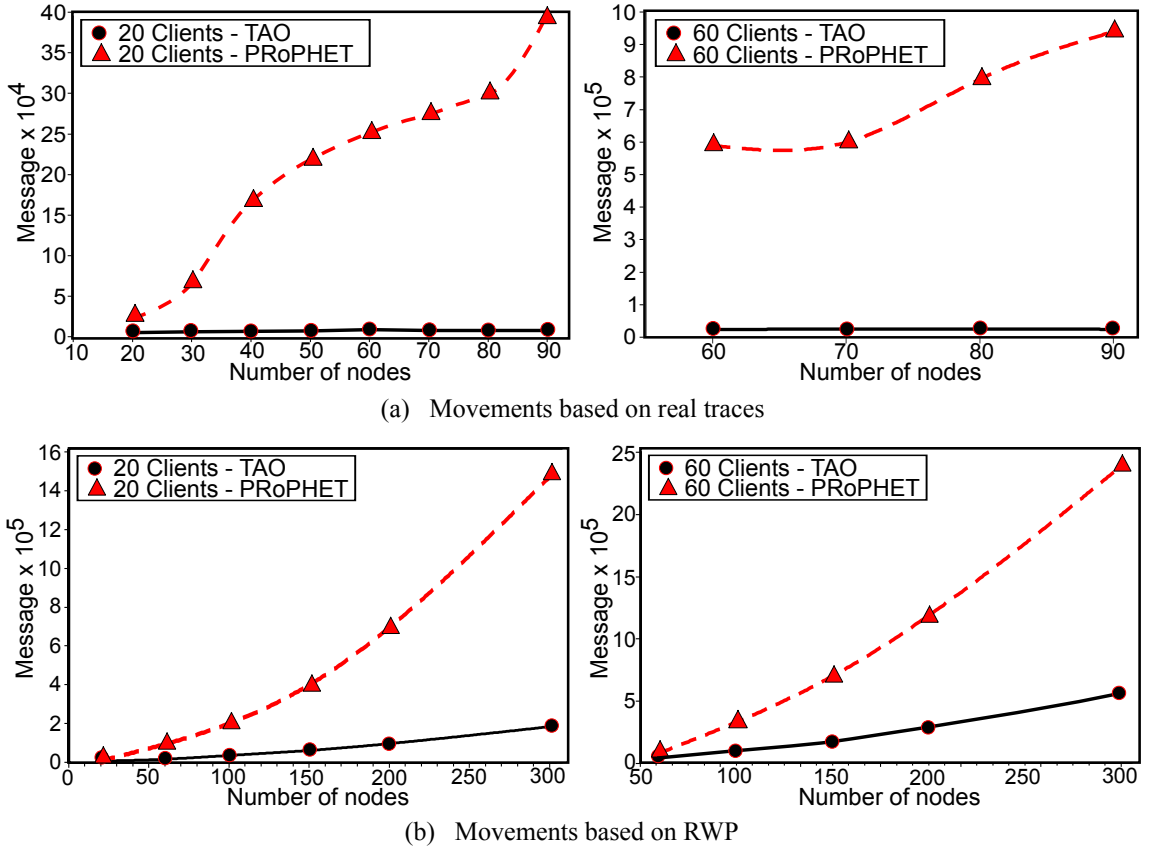 20 Clients - TAO
20 Clients - PRoPHET
Message x 10^4
40
35
30
25
20
15
10
5
0
10 20 30 40 50 60 70 80 90
Number of nodes
60 Clients - TAO
60 Clients - PRoPHET
Message x 10^5
10
9
8
7
6
5
4
3
2
1
0
60 70 80 90
Number of nodes
(a) Movements based on real traces
20 Clients - TAO
20 Clients - PRoPHET
Message x 10^5
16
14
12
10
8
6
4
2
0
0 50 100 150 200 250 300
Number of nodes
60 Clients - TAO
60 Clients - PRoPHET
Message x 10^5
25
20
15
10
5
0
50 100 150 200 250 300
Number of nodes
(b) Movements based on RWP